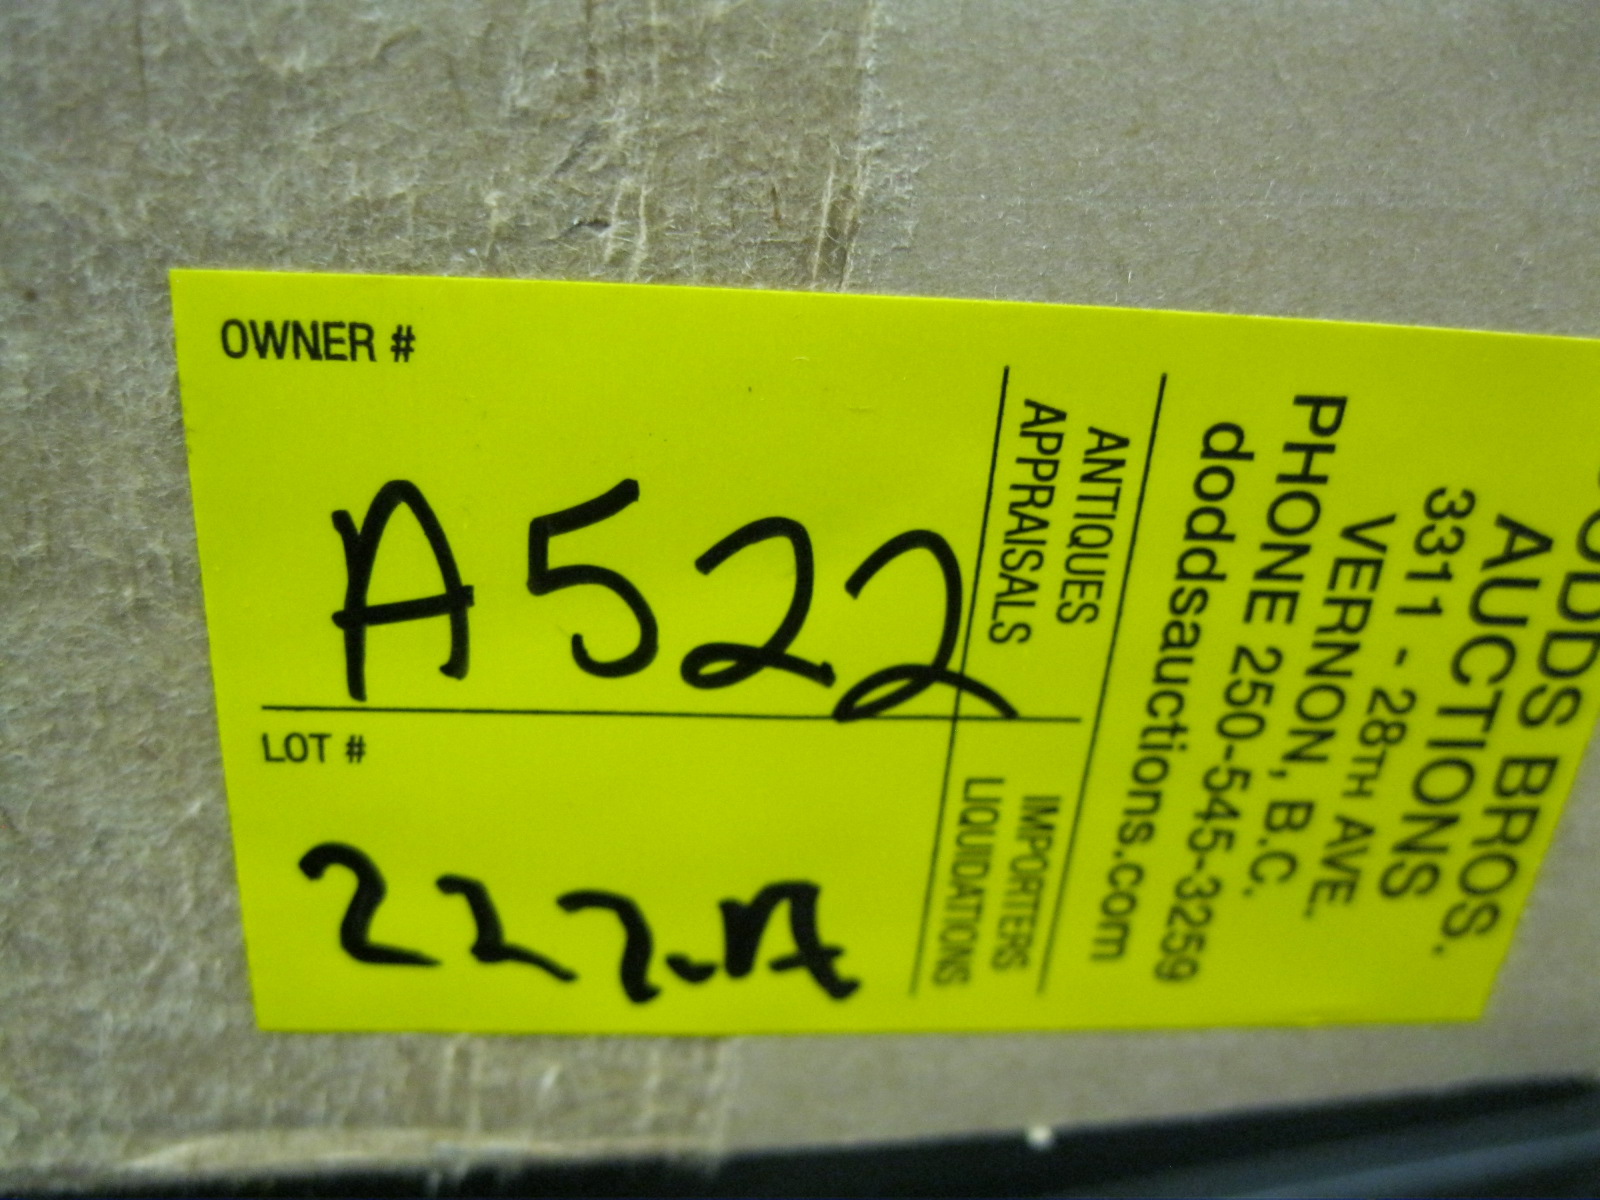 OWNER #
A522
LOT #
222.A
ANTIQUES
APPRAISALS
IMPORTERS
LIQUIDATIONS
DODDS BROS.
AUCTIONS
3311 - 28TH AVE.
VERNON, B.C.
PHONE 250-545-3259
doddsauctions.com